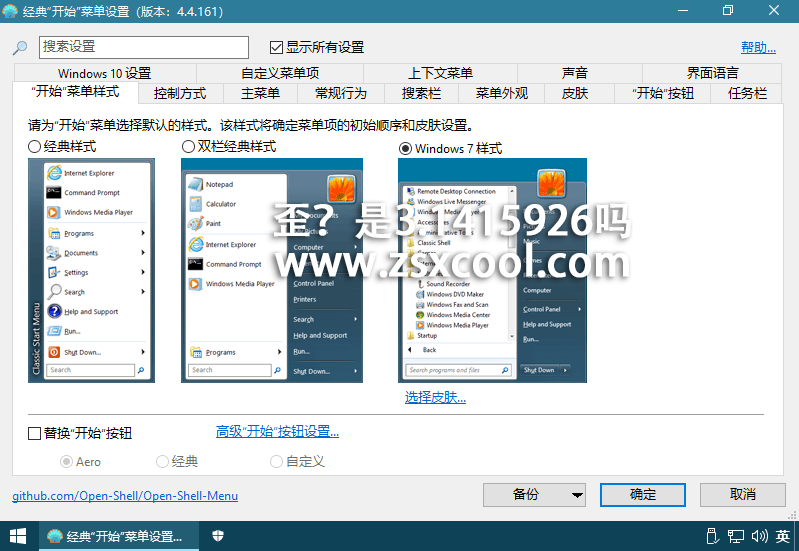 经典“开始”菜单设置（版本：4.4.161）
搜索设置
显示所有设置
帮助...
Windows 10 设置
自定义菜单项
上下文菜单
声音
界面语言
“开始”菜单样式
控制方式
主菜单
常规行为
搜索栏
菜单外观
皮肤
“开始”按钮
任务栏
请为“开始”菜单选择默认的样式。该样式将确定菜单项的初始顺序和皮肤设置。
经典样式
双栏经典样式
Windows 7 样式
Internet Explorer
Command Prompt
Windows Media Player
Programs
Documents
Settings
Search
Help and Support
Run...
Shut Down...
Search
Classic Start Menu
Notepad
Calculator
Paint
Internet Explorer
Command Prompt
Windows Media Player
Programs
Search
Computer
Control Panel
Printers
Search
Help and Support
Run...
Shut Down...
Remote Desktop Connection
Windows Live Messenger
Classic Shell
Sound Recorder
Windows DVD Maker
Windows Fax and Scan
Windows Media Center
Windows Media Player
Startup
Back
Search programs and files
Music
Computer
Control Panel
Help and Support
Run...
Shut Down
歪？是3.1415926吗
www.zsxcool.com
选择皮肤...
替换“开始”按钮
高级“开始”按钮设置...
Aero
经典
自定义
github.com/Open-Shell/Open-Shell-Menu
备份
确定
取消
经典“开始”菜单设置...
英